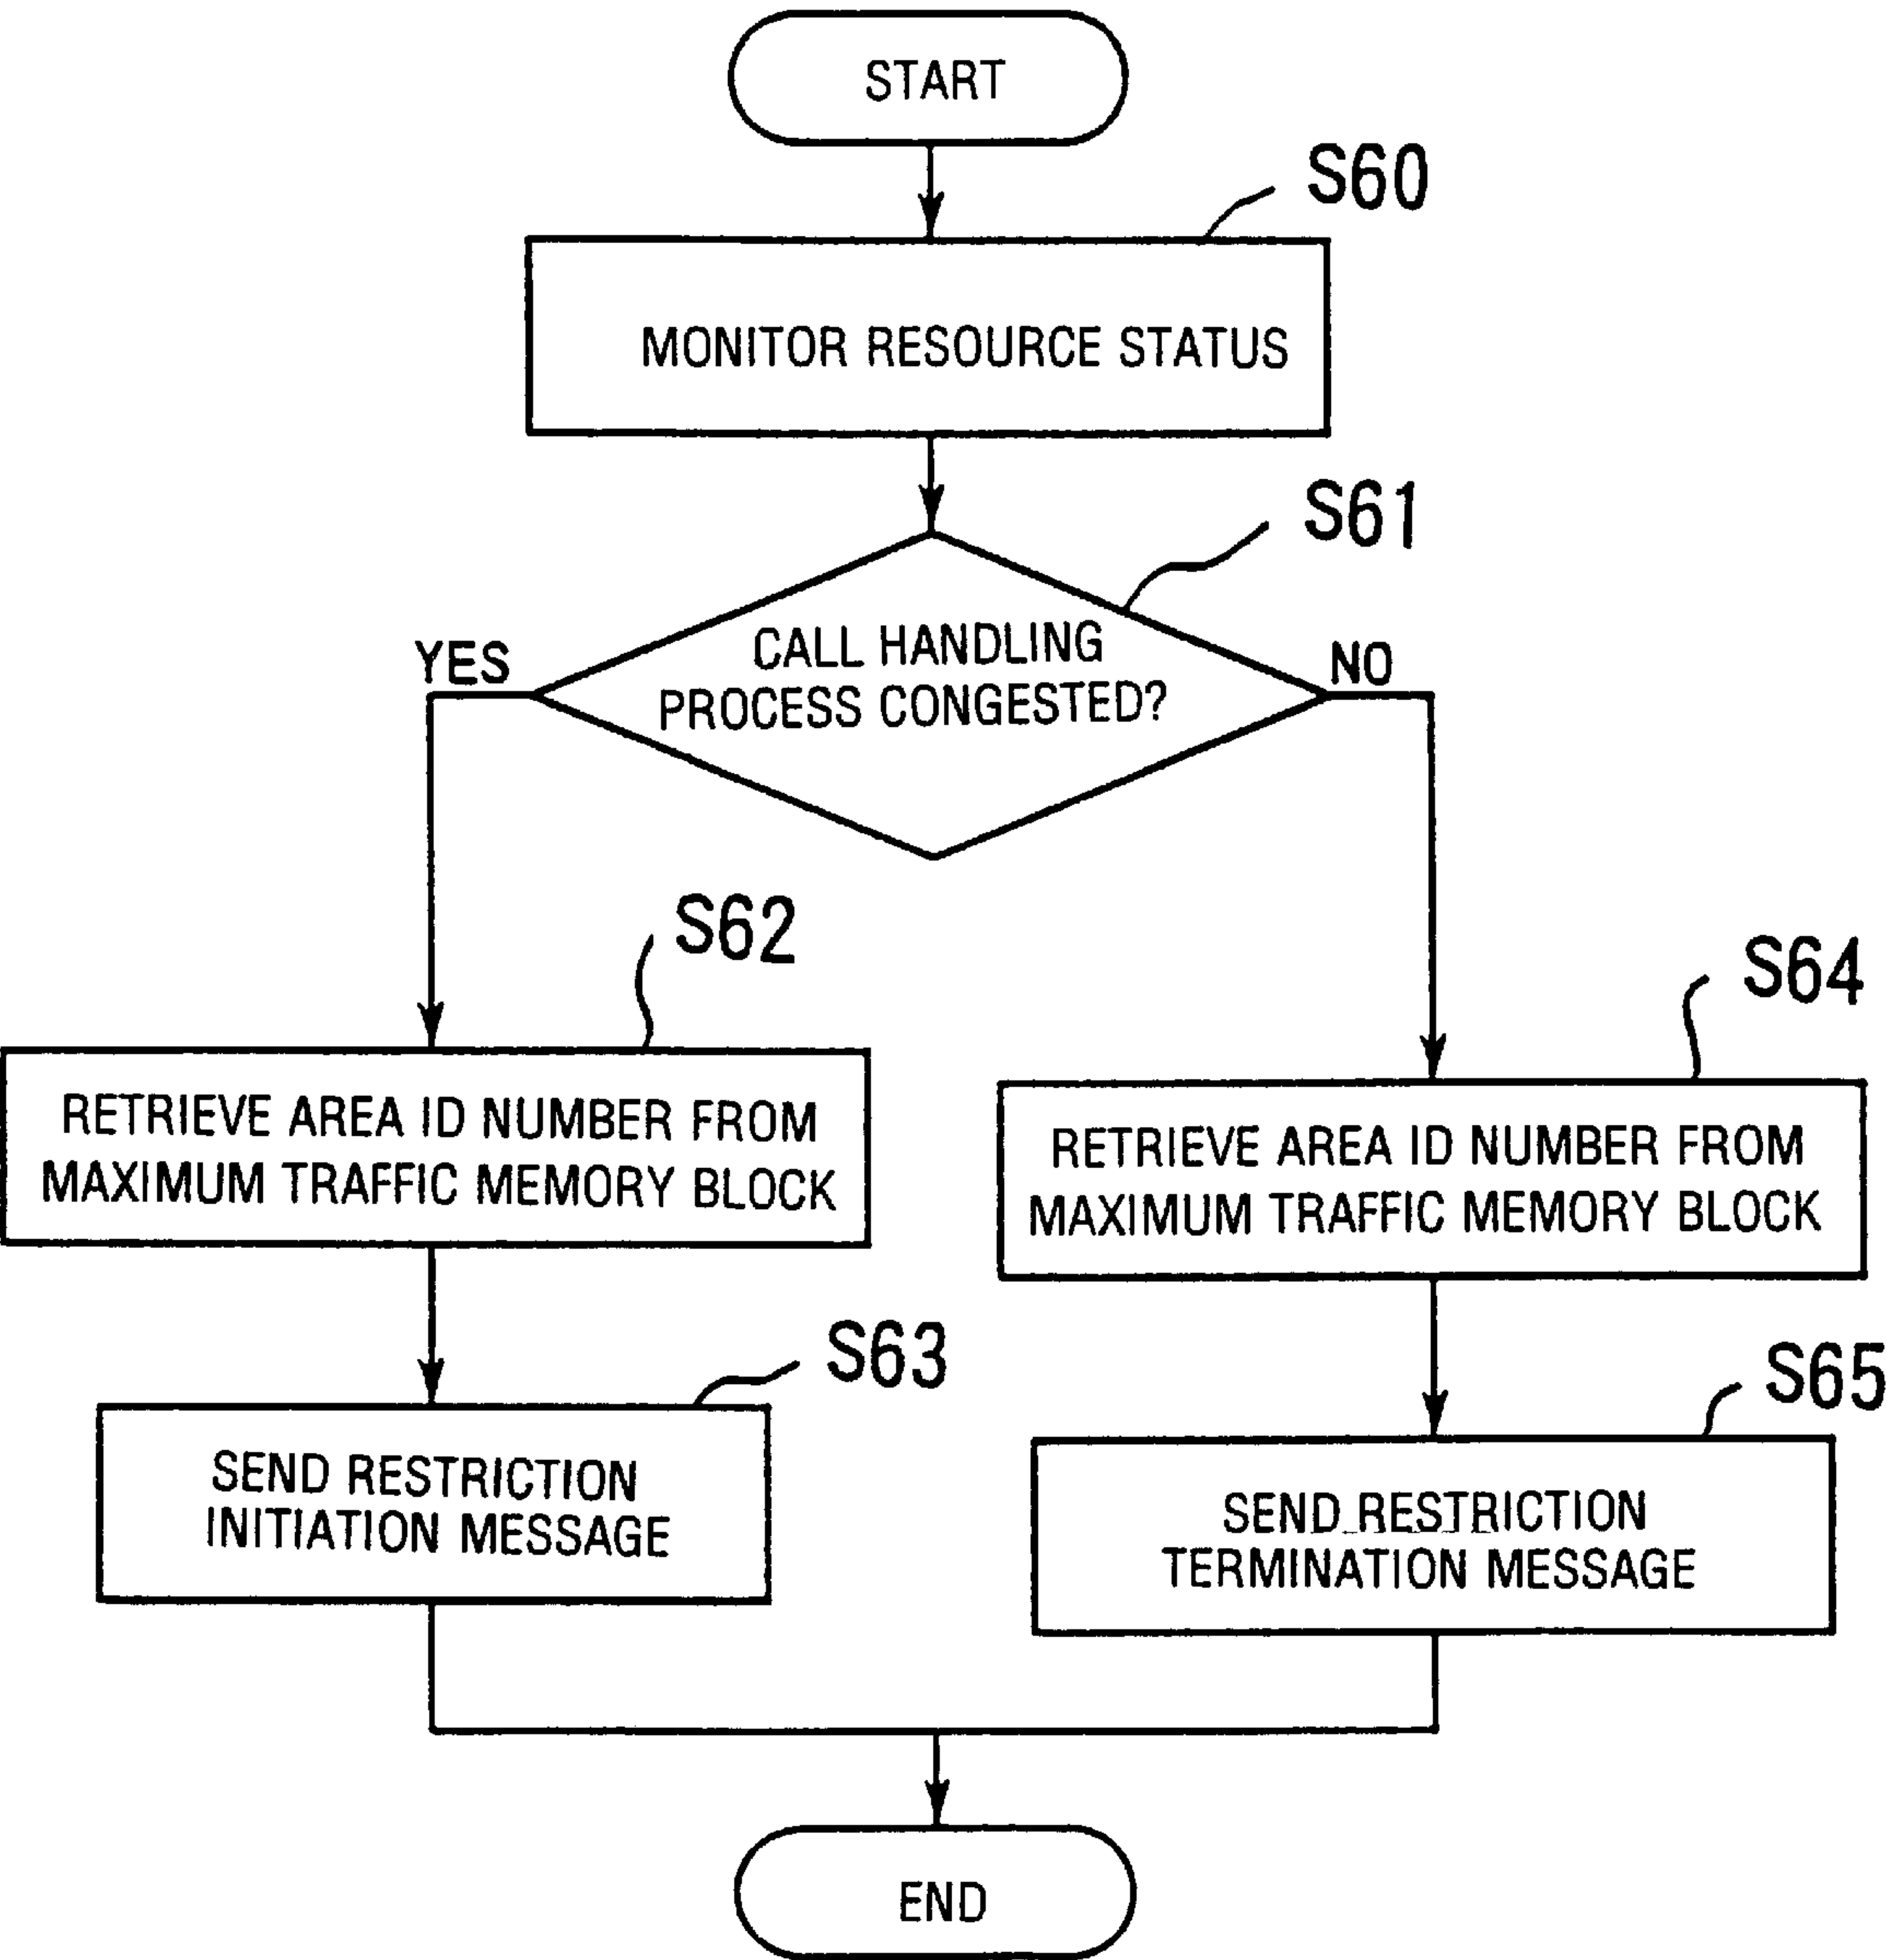 START
S60
MONITOR RESOURCE STATUS
S61
CALL HANDLING
PROCESS CONGESTED?
YES
NO
S62
RETRIEVE AREA ID NUMBER FROM
MAXIMUM TRAFFIC MEMORY BLOCK
S64
RETRIEVE AREA ID NUMBER FROM
MAXIMUM TRAFFIC MEMORY BLOCK
S63
SEND RESTRICTION
INITIATION MESSAGE
S65
SEND RESTRICTION
TERMINATION MESSAGE
END